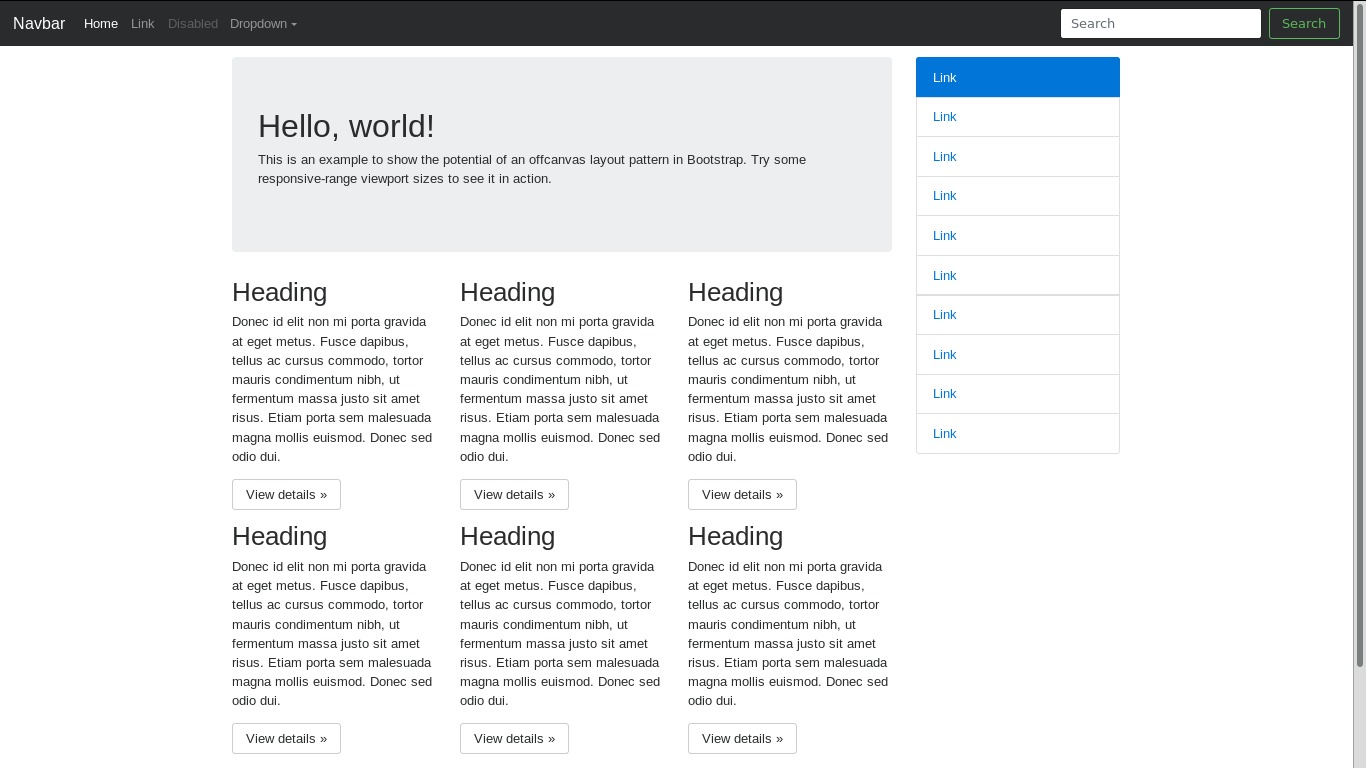 Navbar Home Link Disabled Dropdown Search Search
Hello, world!
This is an example to show the potential of an offcanvas layout pattern in Bootstrap. Try some
responsive-range viewport sizes to see it in action.
Heading
Donec id elit non mi porta gravida
at eget metus. Fusce dapibus,
tellus ac cursus commodo, tortor
mauris condimentum nibh, ut
fermentum massa justo sit amet
risus. Etiam porta sem malesuada
magna mollis euismod. Donec sed
odio dui.
View details »
Heading
Donec id elit non mi porta gravida
at eget metus. Fusce dapibus,
tellus ac cursus commodo, tortor
mauris condimentum nibh, ut
fermentum massa justo sit amet
risus. Etiam porta sem malesuada
magna mollis euismod. Donec sed
odio dui.
View details »
Heading
Donec id elit non mi porta gravida
at eget metus. Fusce dapibus,
tellus ac cursus commodo, tortor
mauris condimentum nibh, ut
fermentum massa justo sit amet
risus. Etiam porta sem malesuada
magna mollis euismod. Donec sed
odio dui.
View details »
Heading
Donec id elit non mi porta gravida
at eget metus. Fusce dapibus,
tellus ac cursus commodo, tortor
mauris condimentum nibh, ut
fermentum massa justo sit amet
risus. Etiam porta sem malesuada
magna mollis euismod. Donec sed
odio dui.
View details »
Heading
Donec id elit non mi porta gravida
at eget metus. Fusce dapibus,
tellus ac cursus commodo, tortor
mauris condimentum nibh, ut
fermentum massa justo sit amet
risus. Etiam porta sem malesuada
magna mollis euismod. Donec sed
odio dui.
View details »
Heading
Donec id elit non mi porta gravida
at eget metus. Fusce dapibus,
tellus ac cursus commodo, tortor
mauris condimentum nibh, ut
fermentum massa justo sit amet
risus. Etiam porta sem malesuada
magna mollis euismod. Donec sed
odio dui.
View details »
Link
Link
Link
Link
Link
Link
Link
Link
Link
Link